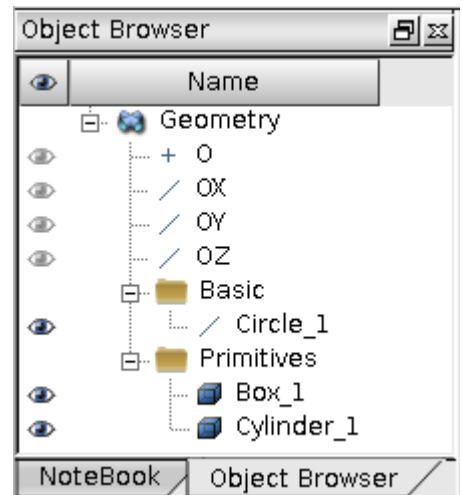 Object Browser
Name
Geometry
O
OX
OY
OZ
Basic
Circle_1
Primitives
Box_1
Cylinder_1
NoteBook Object Browser